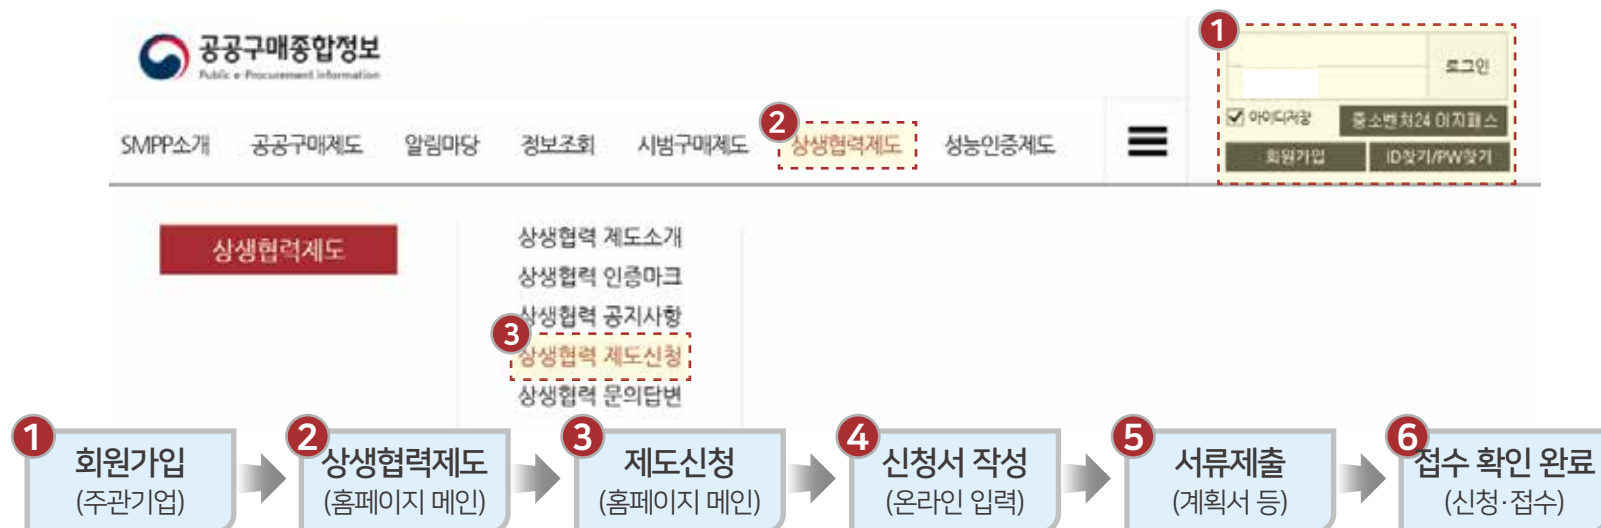 공공구매종합정보
Public e-Procurement Information
1
로그인
아이디저장
중소벤처24 이지패스
회원가입
ID찾기/PW찾기
SMPP소개
공공구매제도
알림마당
정보조회
시범구매제도
2
상생협력제도
성능인증제도
상생협력제도
상생협력 제도소개
상생협력 인증마크
상생협력 공지사항
3
상생협력 제도신청
상생협력 문의답변
1
회원가입
(주관기업)
2
상생협력제도
(홈페이지 메인)
3
제도신청
(홈페이지 메인)
4
신청서 작성
(온라인 입력)
5
서류제출
(계획서 등)
6
접수 확인 완료
(신청·접수)